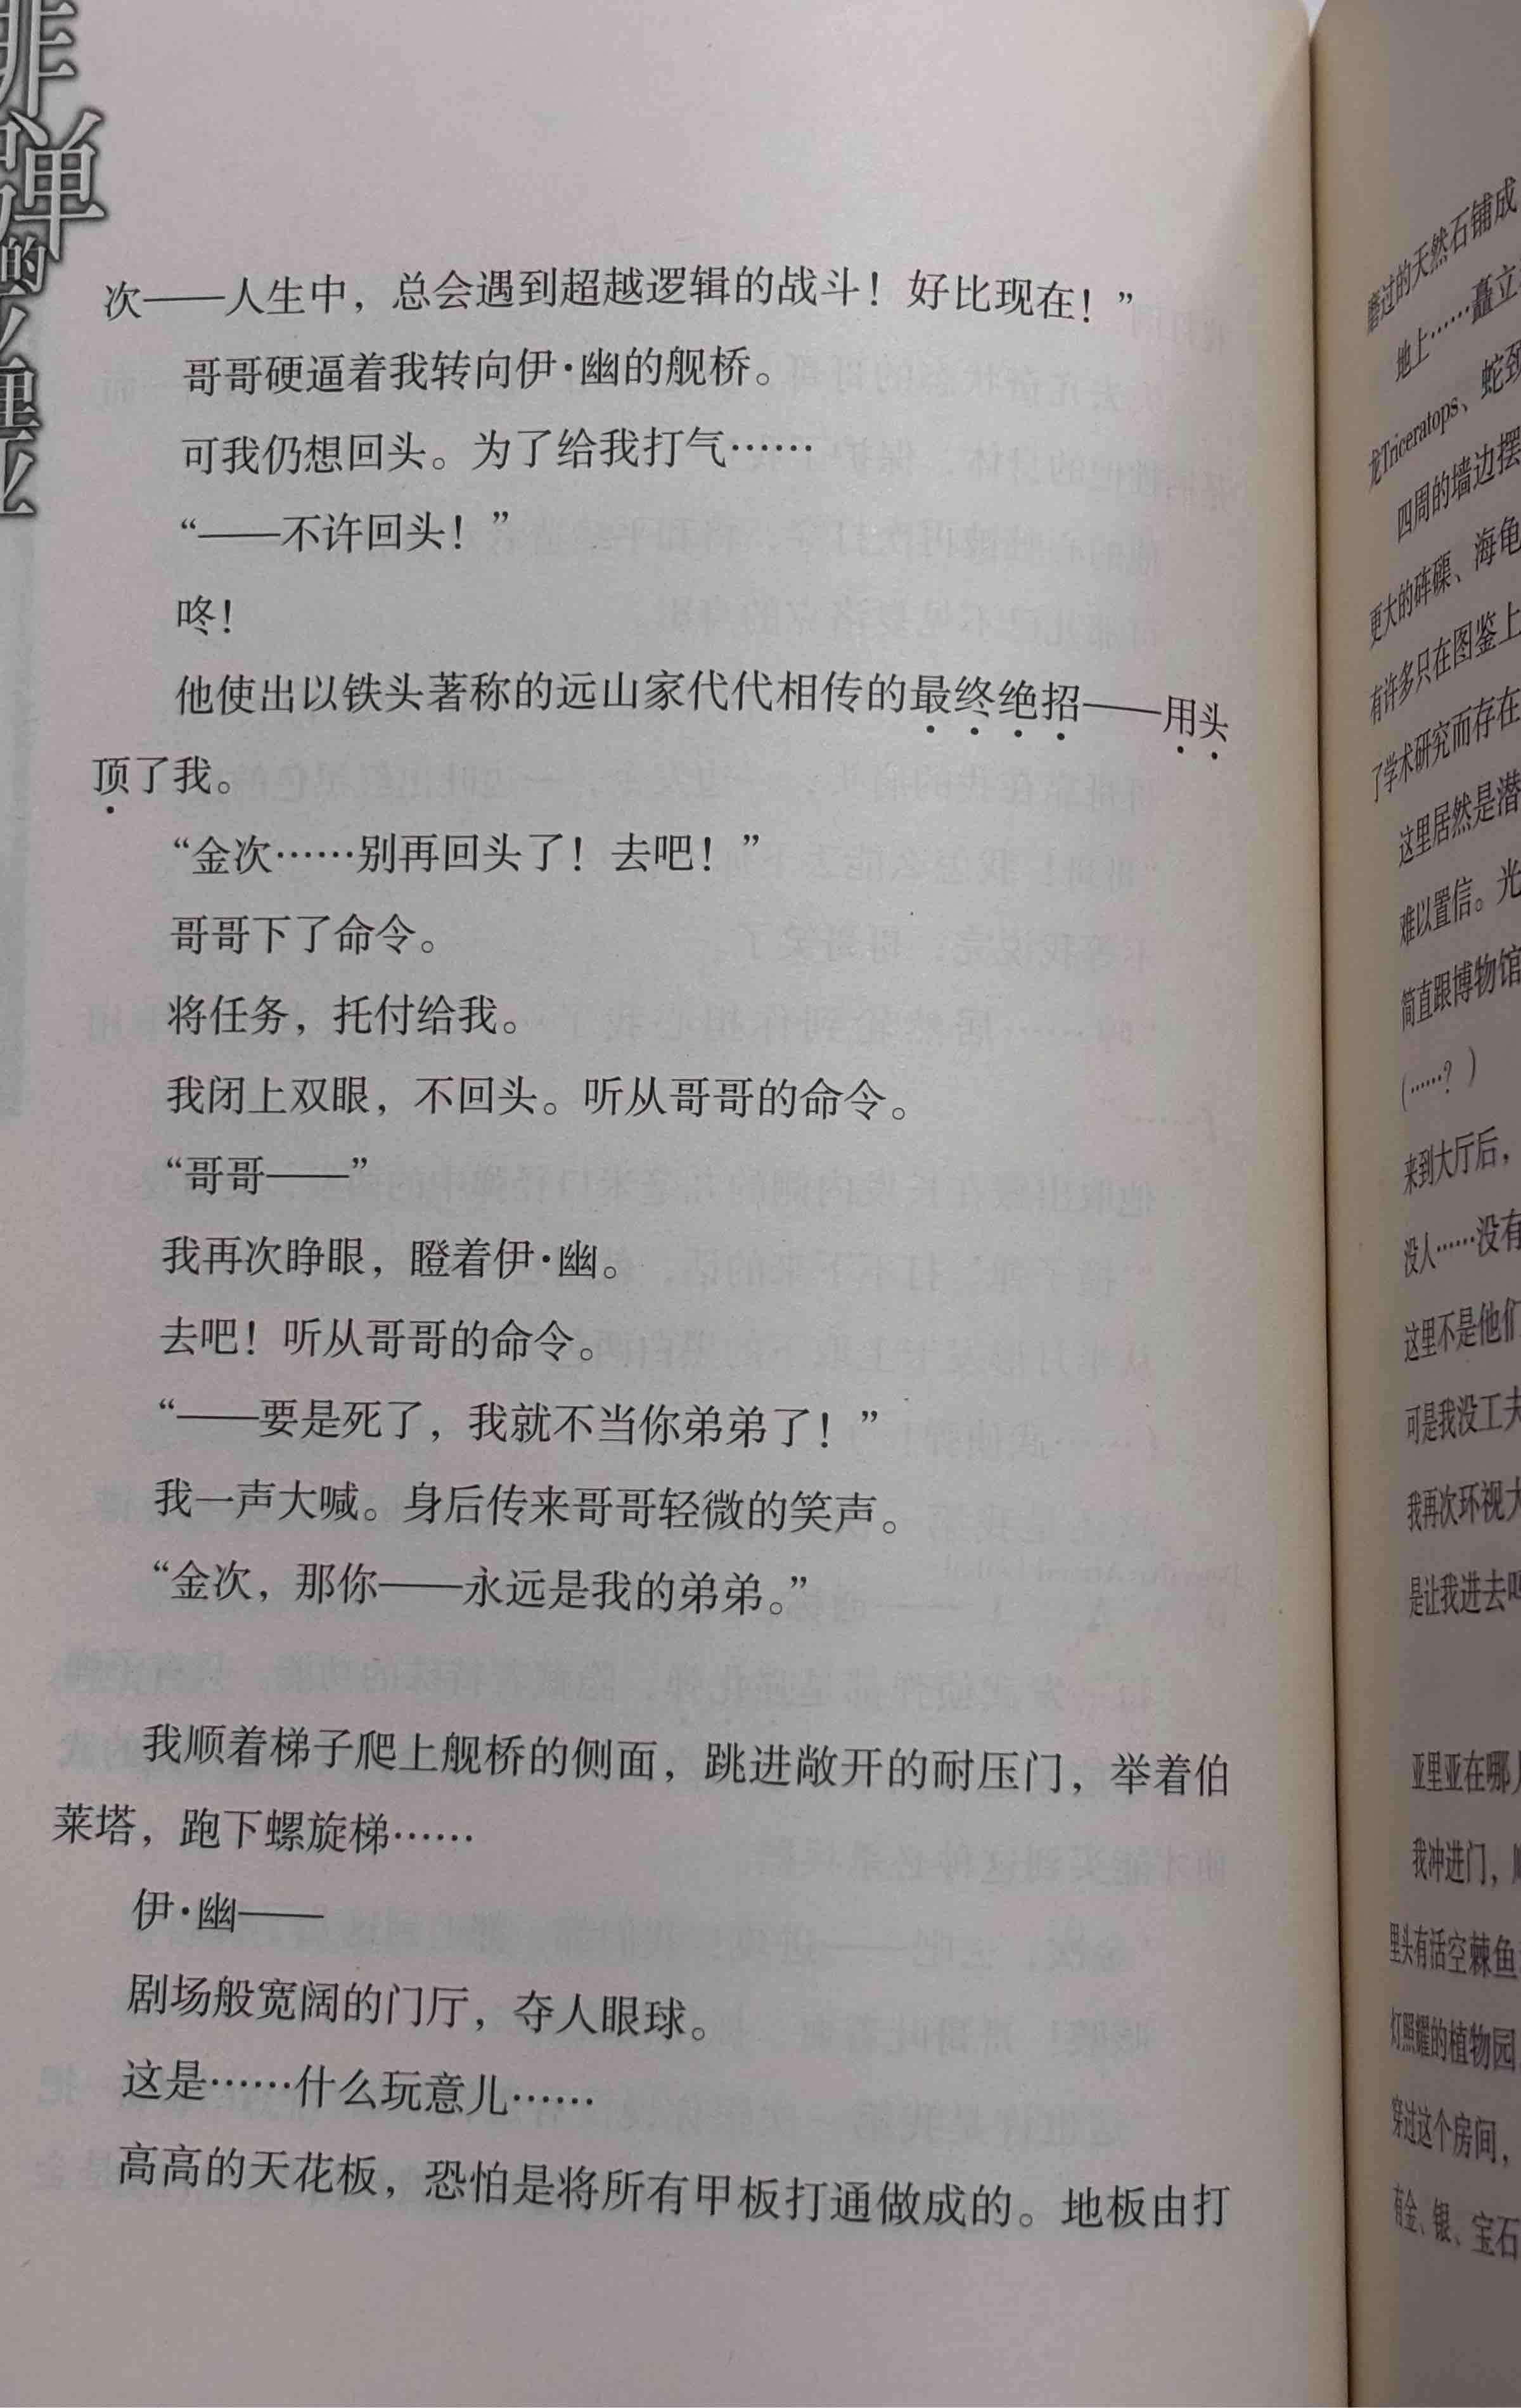 弹
的
次——人生中，总会遇到超越逻辑的战斗！好比现在！”
哥哥硬逼着我转向伊·幽的舰桥。
可我仍想回头。为了给我打气……
“——不许回头！”
咚！
他使出以铁头著称的远山家代代相传的最终绝招——用头
顶了我。
“金次……别再回头了！去吧！”
哥哥下了命令。
将任务，托付给我。
我闭上双眼，不回头。听从哥哥的命令。
“哥哥——”
我再次睁眼，瞪着伊·幽。
去吧！听从哥哥的命令。
“——要是死了，我就不当你弟弟了！”
我一声大喊。身后传来哥哥轻微的笑声。
“金次，那你——永远是我的弟弟。”
我顺着梯子爬上舰桥的侧面，跳进敞开的耐压门，举着伯
莱塔，跑下螺旋梯……
伊·幽——
剧场般宽阔的门厅，夺人眼球。
这是……什么玩意儿……
高高的天花板，恐怕是将所有甲板打通做成的。地板由打
磨过的天然石铺成
地上……矗立
龙Triceratops、蛇颈
四周的墙边摆
更大的砗磲、海龟
有许多只在图鉴上
了学术研究而存在
这里居然是潜
难以置信。光
简直跟博物馆
（……？）
来到大厅后，
没人……没有
这里不是他们
可是我没工夫
我再次环视大
是让我进去吗
亚里亚在哪儿
我冲进门，
里头有活空棘鱼
灯照耀的植物园
穿过这个房间，
有金、银、宝石